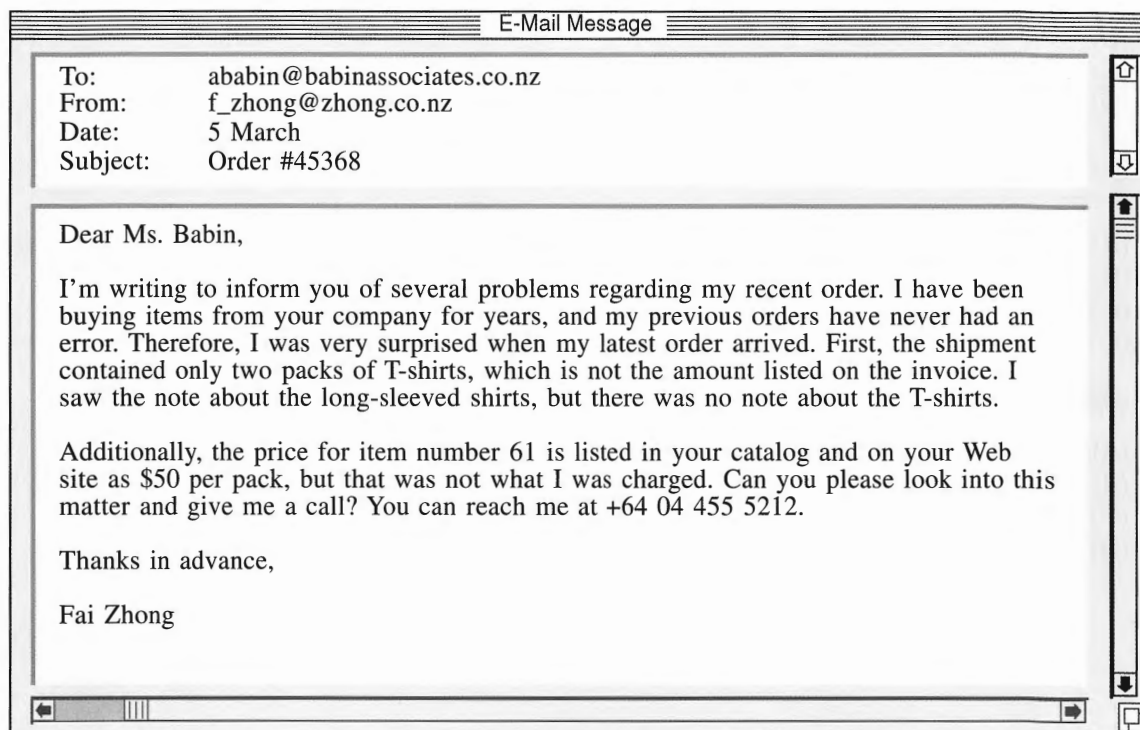 E-Mail Message
To: ababin@babinassociates.co.nz
From: f_zhong@zhong.co.nz
Date: 5 March
Subject: Order #45368
Dear Ms. Babin,
I'm writing to inform you of several problems regarding my recent order. I have been
buying items from your company for years, and my previous orders have never had an
error. Therefore, I was very surprised when my latest order arrived. First, the shipment
contained only two packs of T-shirts, which is not the amount listed on the invoice. I
saw the note about the long-sleeved shirts, but there was no note about the T-shirts.
Additionally, the price for item number 61 is listed in your catalog and on your Web
site as $50 per pack, but that was not what I was charged. Can you please look into this
matter and give me a call? You can reach me at +64 04 455 5212.
Thanks in advance,
Fai Zhong